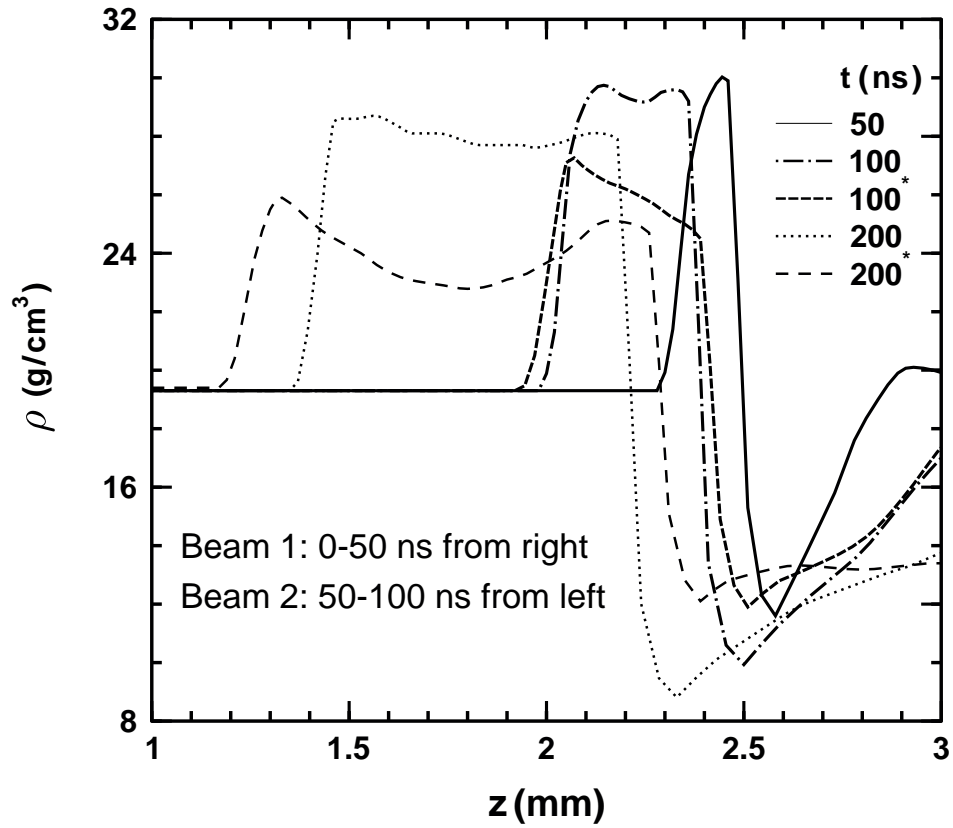 32
24
16
8
ρ (g/cm³)
t (ns)
50
100
100*
200
200*
Beam 1: 0-50 ns from right
Beam 2: 50-100 ns from left
1 1.5 2 2.5 3
z (mm)